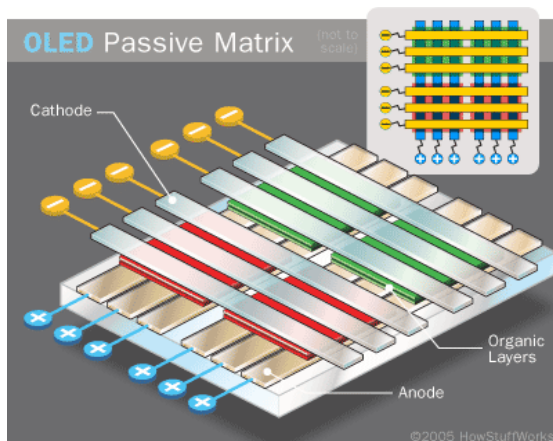 OLED Passive Matrix
(not to
scale)
Cathode
Organic
Layers
Anode
©2005 HowStuffWorks